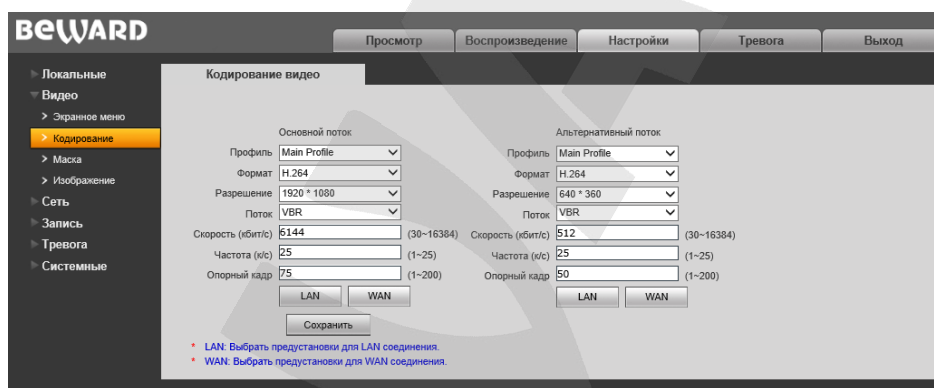 BEWARD
Просмотр Воспроизведение Настройки Тревога Выход
Локальные
Видео
Экранное меню
Кодирование
Маска
Изображение
Сеть
Запись
Тревога
Системные
Кодирование видео
Основной поток
Профиль Main Profile
Формат H.264
Разрешение 1920 * 1080
Поток VBR
Скорость (кбит/с) 6144 (30~16384)
Частота (к/с) 25 (1~25)
Опорный кадр 75 (1~200)
LAN WAN
Альтернативный поток
Профиль Main Profile
Формат H.264
Разрешение 640 * 360
Поток VBR
Скорость (кбит/с) 512 (30~16384)
Частота (к/с) 25 (1~25)
Опорный кадр 50 (1~200)
LAN WAN
Сохранить
* LAN: Выбрать предустановки для LAN соединения.
* WAN: Выбрать предустановки для WAN соединения.